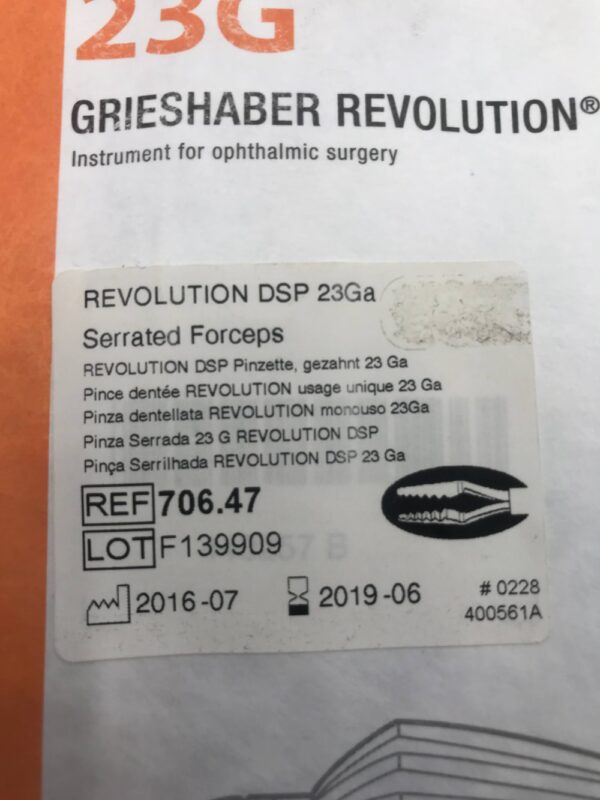 23G
GRIESHABER REVOLUTION®
Instrument for ophthalmic surgery
REVOLUTION DSP 23Ga
Serrated Forceps
REVOLUTION DSP Pinzette, gezahnt 23 Ga
Pince dentée REVOLUTION usage unique 23 Ga
Pinza dentellata REVOLUTION monouso 23Ga
Pinza Serrada 23 G REVOLUTION DSP
Pinça Serrilhada REVOLUTION DSP 23 Ga
REF 706.47
LOT F139909
2016-07 2019-06 # 0228
400561A